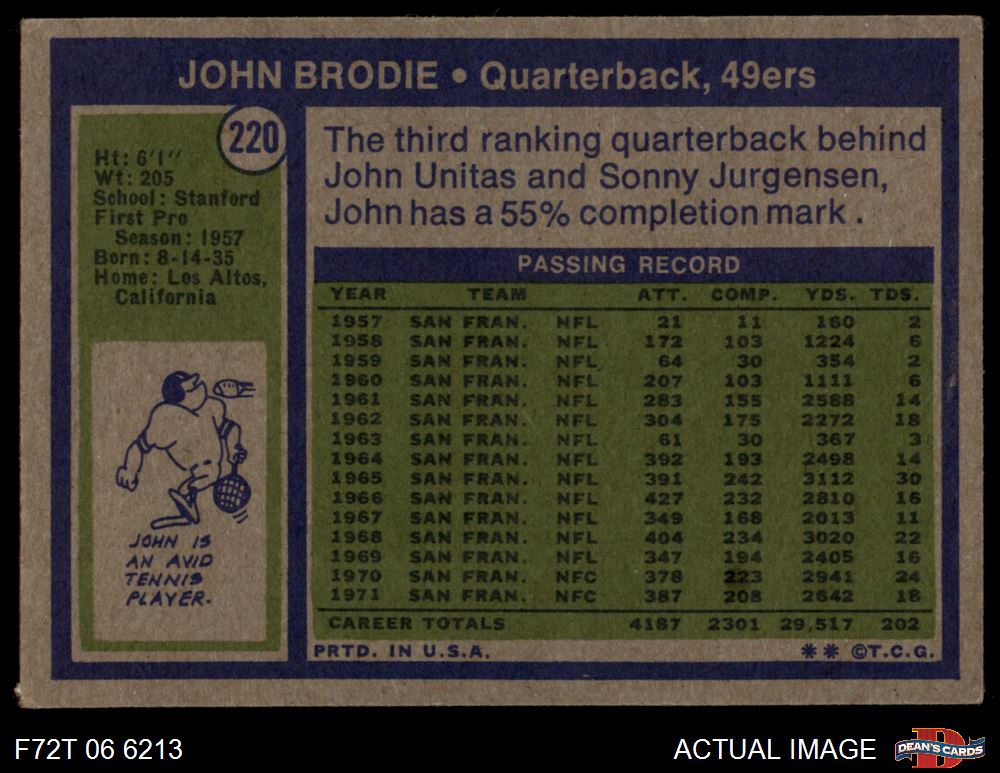 JOHN BRODIE • Quarterback, 49ers
220
Ht: 6'1"
Wt: 205
School: Stanford
First Pro
Season: 1957
Born: 8-14-35
Home: Los Altos,
California
JOHN IS
AN AVID
TENNIS
PLAYER.
The third ranking quarterback behind
John Unitas and Sonny Jurgensen,
John has a 55% completion mark.
PASSING RECORD
YEAR TEAM ATT. COMP. YDS. TDS.
1957 SAN FRAN. NFL 21 11 160 2
1958 SAN FRAN. NFL 172 103 1224 6
1959 SAN FRAN. NFL 64 30 354 2
1960 SAN FRAN. NFL 207 103 1111 6
1961 SAN FRAN. NFL 283 155 2588 14
1962 SAN FRAN. NFL 304 175 2272 18
1963 SAN FRAN. NFL 61 30 367 3
1964 SAN FRAN. NFL 392 193 2498 14
1965 SAN FRAN. NFL 391 242 3112 30
1966 SAN FRAN. NFL 427 232 2810 16
1967 SAN FRAN. NFL 349 168 2013 11
1968 SAN FRAN. NFL 404 234 3020 22
1969 SAN FRAN. NFL 347 194 2405 16
1970 SAN FRAN. NFC 378 223 2941 24
1971 SAN FRAN. NFC 387 208 2642 18
CAREER TOTALS 4187 2301 29,517 202
PRTD. IN U.S.A. ** ©T.C.G.
F72T 06 6213
ACTUAL IMAGE
D
DEAN'S CARDS